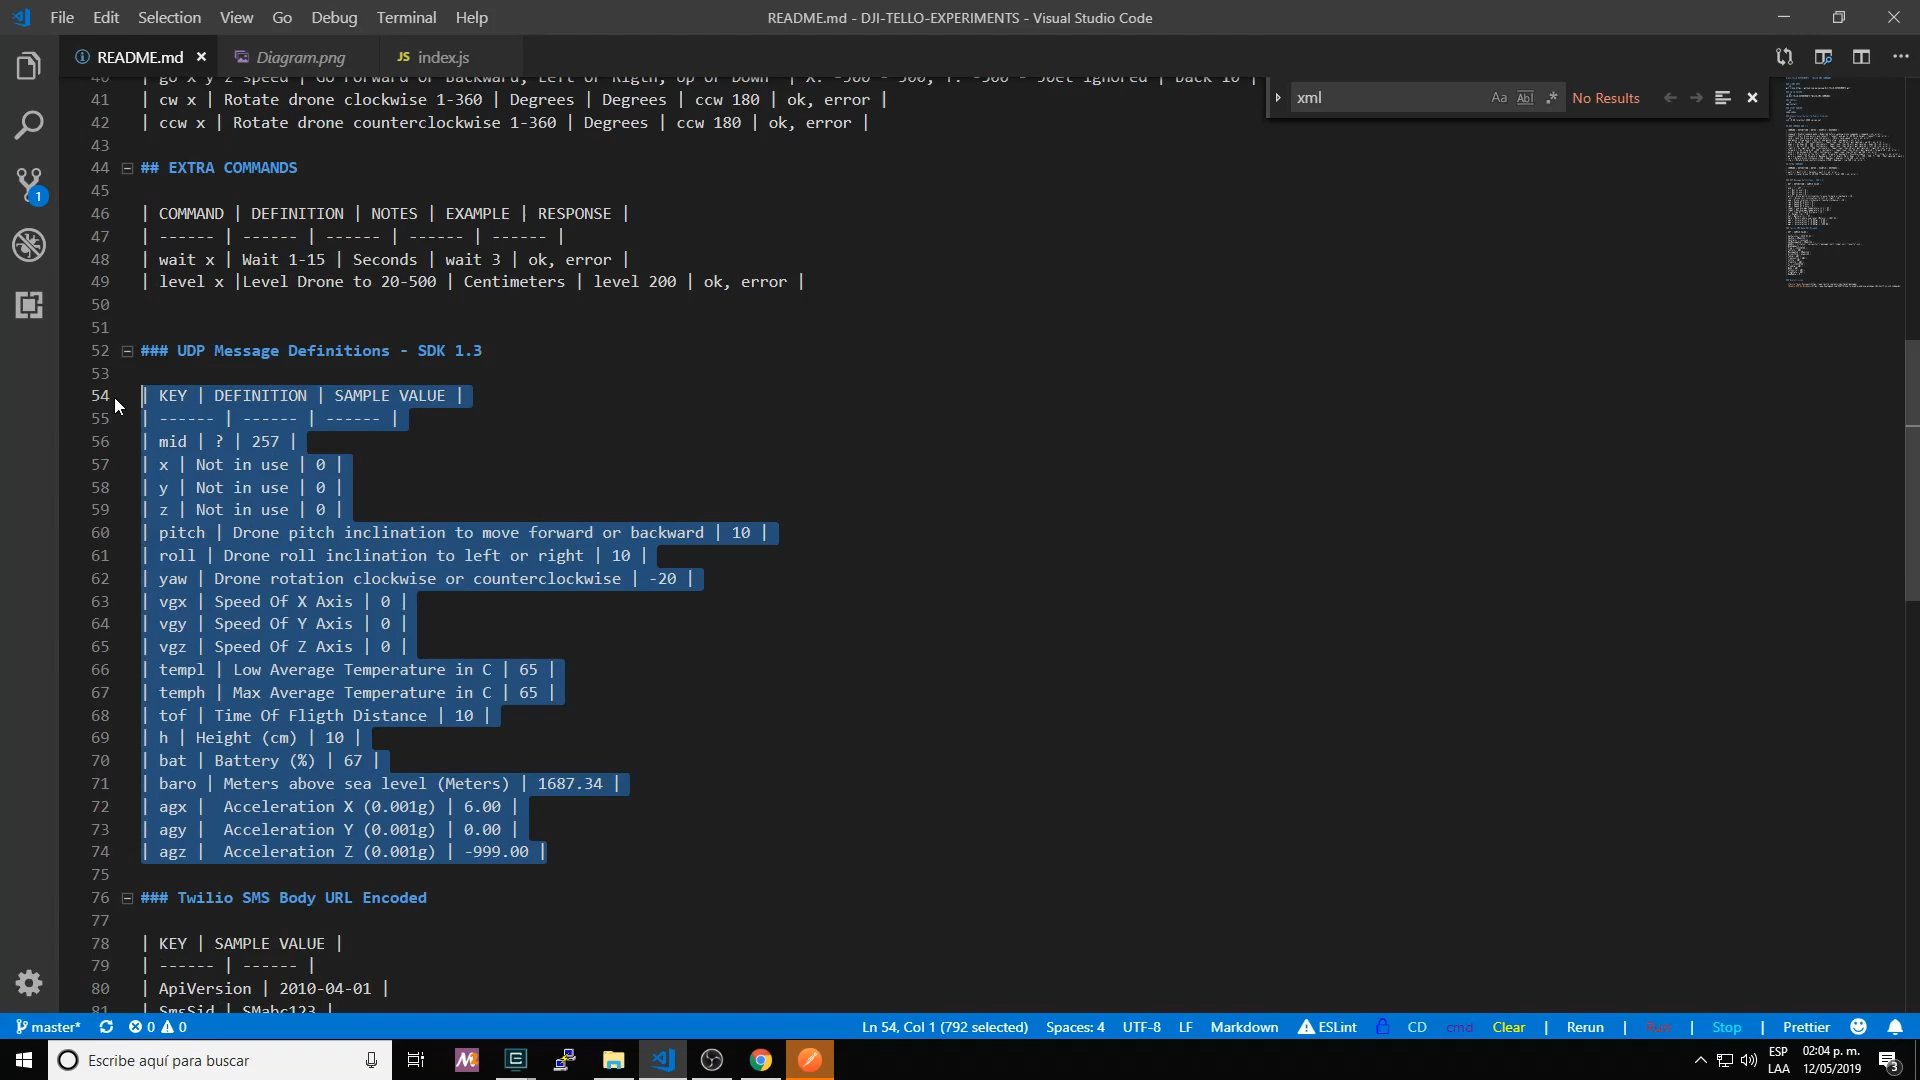 File Edit Selection View Go Debug Terminal Help
README.md - DJI-TELLO-EXPERIMENTS - Visual Studio Code
README.md
Diagram.png
JS index.js
xml
Aa Abl .*
No Results
41 | cw x | Rotate drone clockwise 1-360 | Degrees | Degrees | ccw 180 | ok, error |
42 | ccw x | Rotate drone counterclockwise 1-360 | Degrees | ccw 180 | ok, error |
43
44 ## EXTRA COMMANDS
45
46 | COMMAND | DEFINITION | NOTES | EXAMPLE | RESPONSE |
47 | ------ | ------ | ------ | ------ | ------ |
48 | wait x | Wait 1-15 | Seconds | wait 3 | ok, error |
49 | level x |Level Drone to 20-500 | Centimeters | level 200 | ok, error |
50
51
52 ### UDP Message Definitions - SDK 1.3
53
54 | KEY | DEFINITION | SAMPLE VALUE |
55 | ------ | ------ | ------ |
56 | mid | ? | 257 |
57 | x | Not in use | 0 |
58 | y | Not in use | 0 |
59 | z | Not in use | 0 |
60 | pitch | Drone pitch inclination to move forward or backward | 10 |
61 | roll | Drone roll inclination to left or right | 10 |
62 | yaw | Drone rotation clockwise or counterclockwise | -20 |
63 | vgx | Speed Of X Axis | 0 |
64 | vgy | Speed Of Y Axis | 0 |
65 | vgz | Speed Of Z Axis | 0 |
66 | templ | Low Average Temperature in C | 65 |
67 | temph | Max Average Temperature in C | 65 |
68 | tof | Time Of Fligth Distance | 10 |
69 | h | Height (cm) | 10 |
70 | bat | Battery (%) | 67 |
71 | baro | Meters above sea level (Meters) | 1687.34 |
72 | agx |  Acceleration X (0.001g) | 6.00 |
73 | agy |  Acceleration Y (0.001g) | 0.00 |
74 | agz |  Acceleration Z (0.001g) | -999.00 |
75
76 ### Twilio SMS Body URL Encoded
77
78 | KEY | SAMPLE VALUE |
79 | ------ | ------ |
80 | ApiVersion | 2010-04-01 |
81 | SmsSid | SMabc123 |
1
master* 0 0 Ln 54, Col 1 (792 selected) Spaces: 4 UTF-8 LF Markdown ESLint CD cmd Clear | Rerun | Run | Stop | Prettier
Escribe aquí para buscar
ESP
LAA
02:04 p. m.
12/05/2019
3